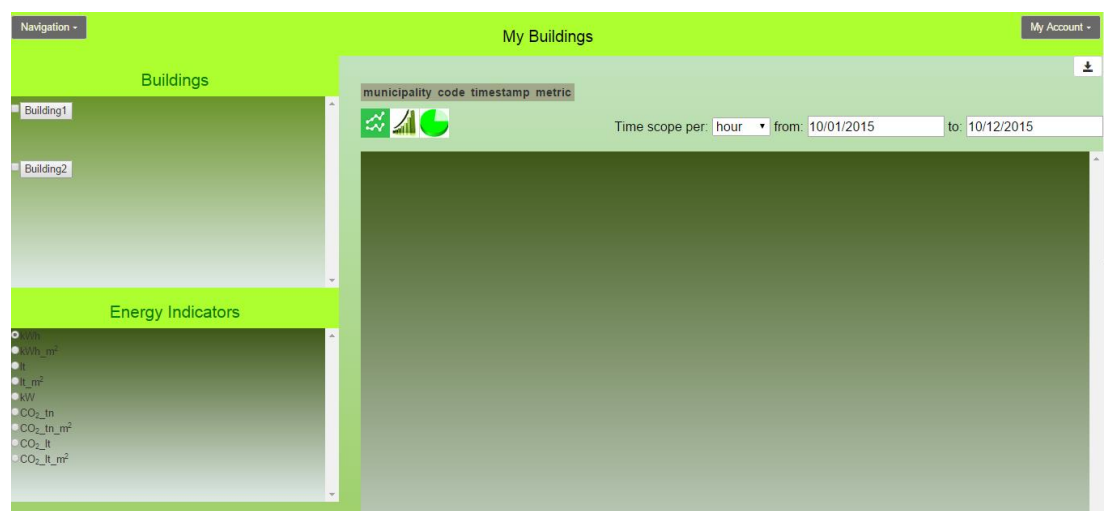 Navigation
My Buildings
My Account
Buildings
Building1
Building2
Energy Indicators
kWh
kWh_m²
lt
lt_m²
kW
CO₂_tn
CO₂_tn_m²
CO₂_lt
CO₂_lt_m²
municipality code timestamp metric
Time scope per: hour from: 10/01/2015 to: 10/12/2015